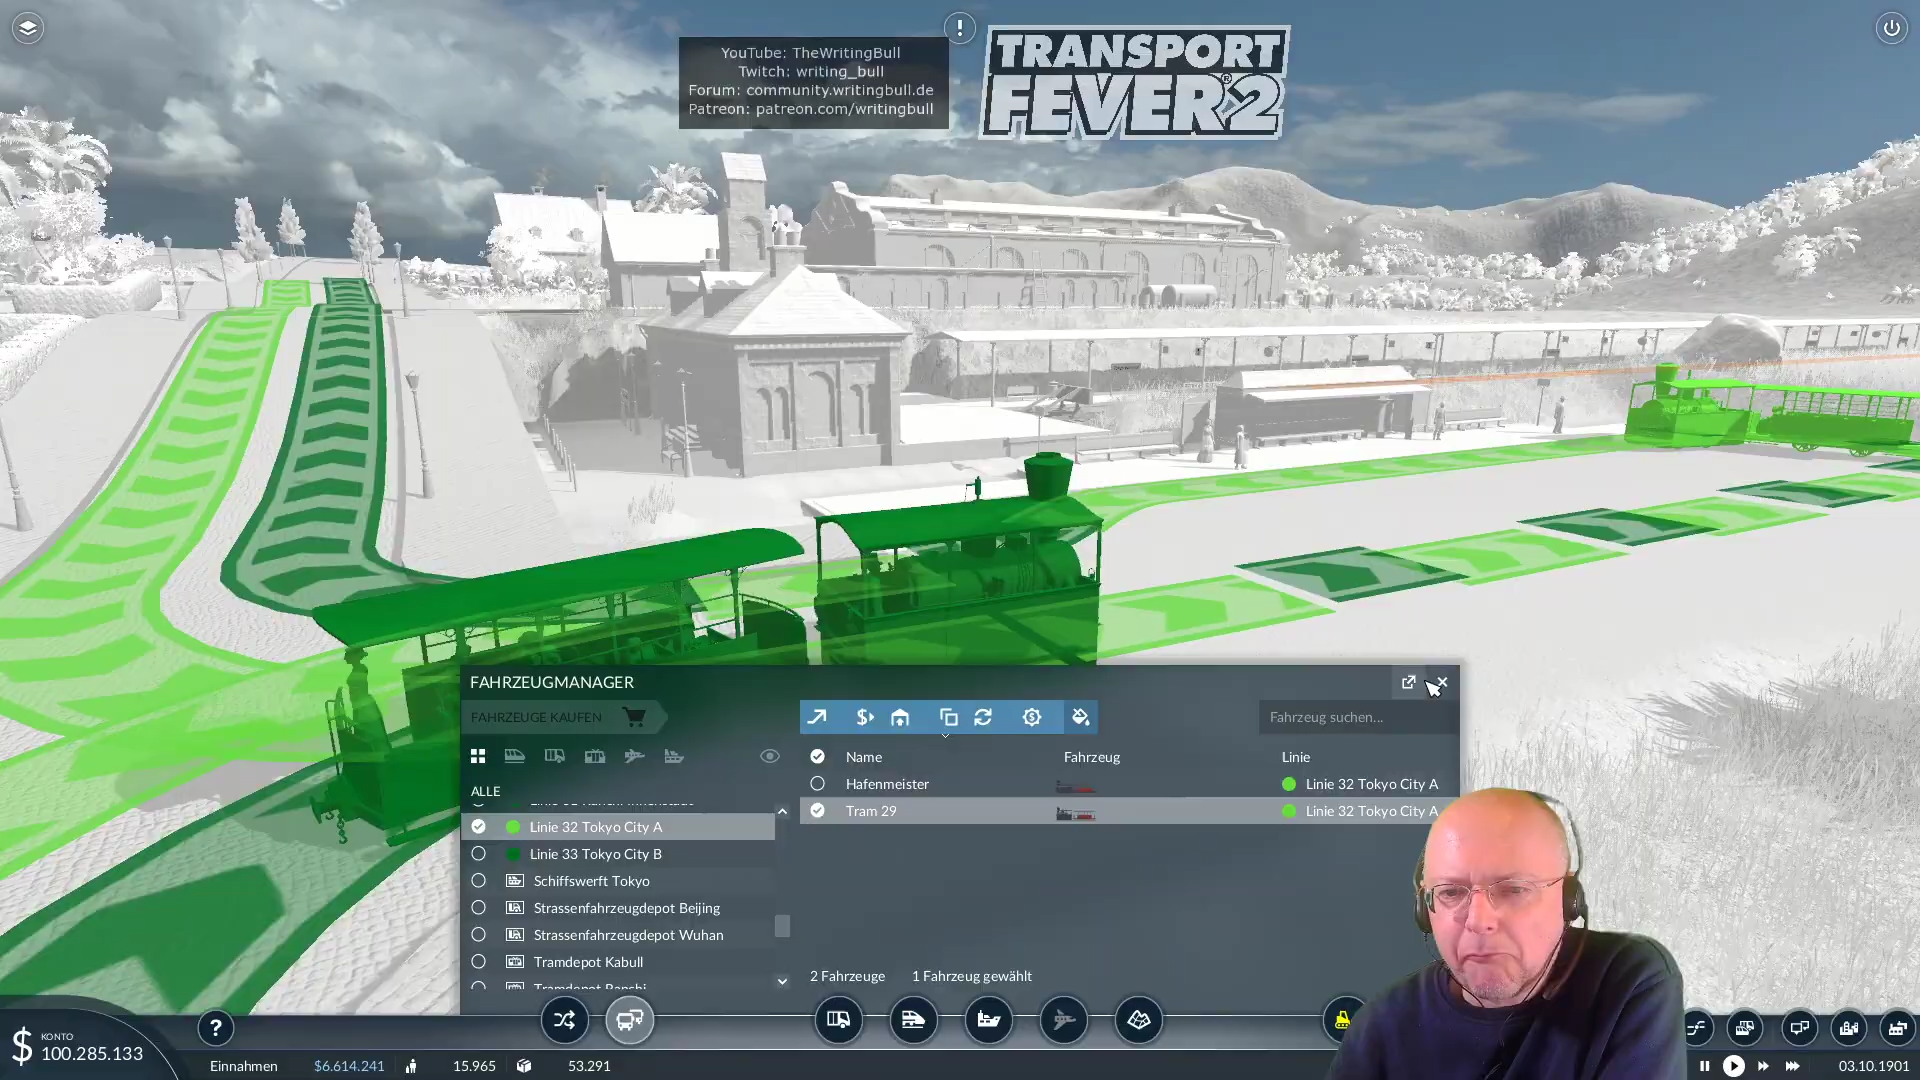 YouTube: TheWritingBull
Twitch: writing_bull
Forum: community.writingbull.de
Patreon: patreon.com/writingbull
TRANSPORT
FEVER®2
FAHRZEUGMANAGER
FAHRZEUGE KAUFEN
Fahrzeug suchen...
ALLE
Linie 32 Tokyo City A
Linie 33 Tokyo City B
Schiffswerft Tokyo
Strassenfahrzeugdepot Beijing
Strassenfahrzeugdepot Wuhan
Tramdepot Kabull
Tramdepot Ranchi
Name Fahrzeug Linie
Hafenmeister Linie 32 Tokyo City A
Tram 29 Linie 32 Tokyo City A
2 Fahrzeuge 1 Fahrzeug gewählt
$ KONTO
100.285.133
?
Einnahmen $6.614.241 15.965 53.291
03.10.1901